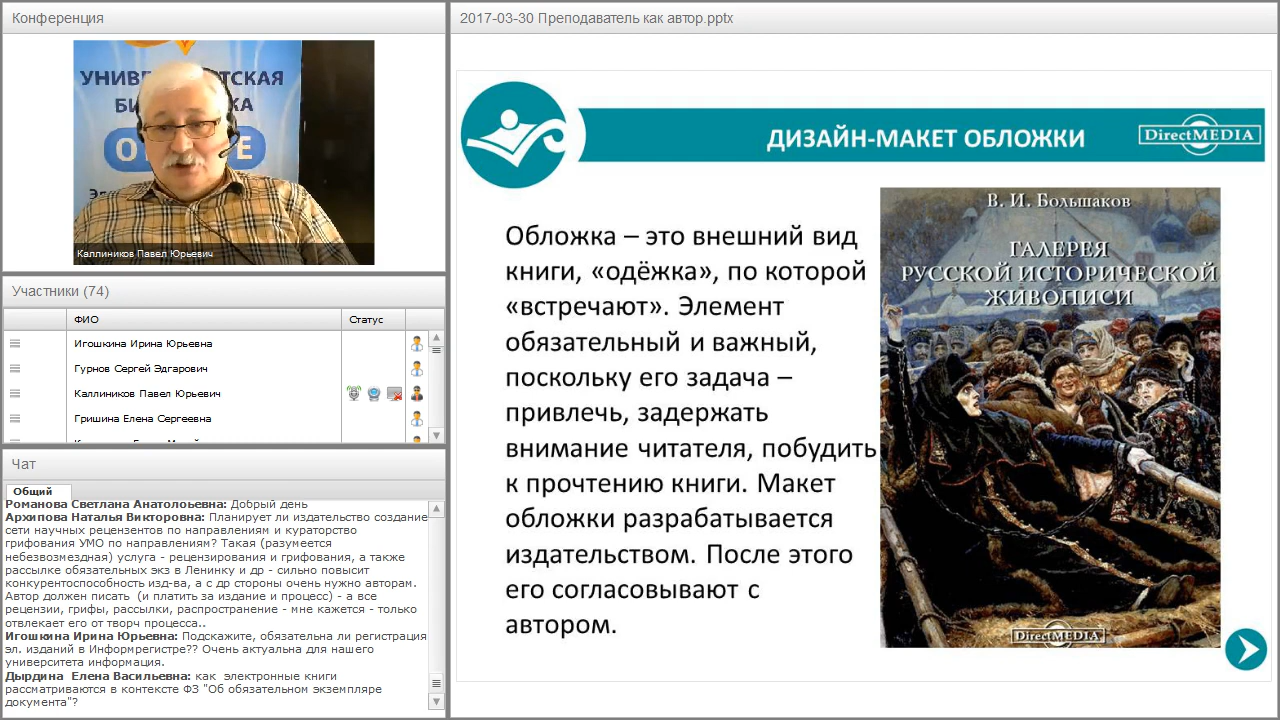 Конференция
УНИВЕ
ТСКАЯ
Каллиников Павел Юрьевич
Участники (74)
ФИО
Статус
Игошкина Ирина Юрьевна
Гурнов Сергей Эдгарович
Каллиников Павел Юрьевич
Гришина Елена Сергеевна
Чат
Общий
Романова Светлана Анатолоьевна: Добрый день
Архипова Наталья Викторовна: Планирует ли издательство создание
сети научных рецензентов по направлениям и кураторство
грифования УМО по направлениям? Такая (разумеется
небезвозмездная) услуга - рецензирования и грифования, а также
рассылке обязательных экз в Ленинку и др - сильно повысит
конкурентоспособность изд-ва, а с др стороны очень нужно авторам.
Автор должен писать (и платить за издание и процесс) - а все
рецензии, грифы, рассылки, распространение - мне кажется - только
отвлекает его от творч процесса..
Игошкина Ирина Юрьевна: Подскажите, обязательна ли регистрация
эл. изданий в Информрегистре?? Очень актуальна для нашего
университета информация.
Дырдина Елена Васильевна: как электронные книги
рассматриваются в контексте ФЗ "Об обязательном экземпляре
документа"?
2017-03-30 Преподаватель как автор.pptx
ДИЗАЙН-МАКЕТ ОБЛОЖКИ
DirectMEDIA
Обложка – это внешний вид
книги, «одёжка», по которой
«встречают». Элемент
обязательный и важный,
поскольку его задача –
привлечь, задержать
внимание читателя, побудить
к прочтению книги. Макет
обложки разрабатывается
издательством. После этого
его согласовывают с
автором.
В. И. Большаков
ГАЛЕРЕЯ
РУССКОЙ ИСТОРИЧЕСКОЙ
ЖИВОПИСИ
DirectMEDIA